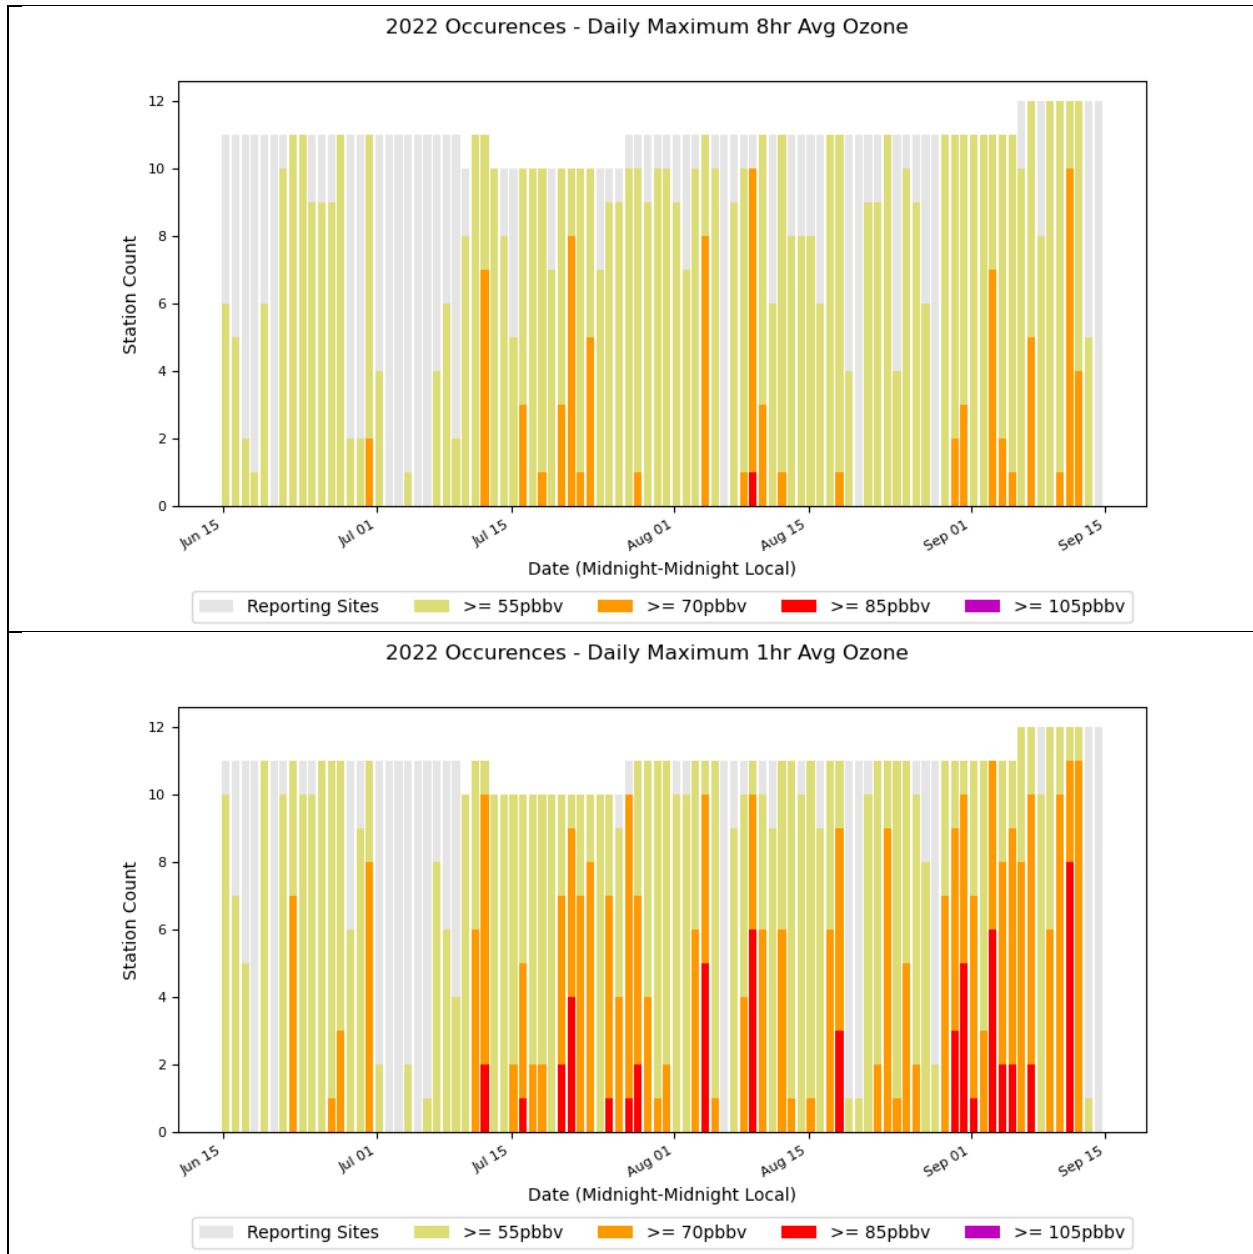 2022 Occurences - Daily Maximum 8hr Avg Ozone
12
10
8
6
4
2
0
Station Count
Jun 15 Jul 01 Jul 15 Aug 01 Aug 15 Sep 01 Sep 15
Date (Midnight-Midnight Local)
Reporting Sites >= 55pbbv >= 70pbbv >= 85pbbv >= 105pbbv
2022 Occurences - Daily Maximum 1hr Avg Ozone
12
10
8
6
4
2
0
Station Count
Jun 15 Jul 01 Jul 15 Aug 01 Aug 15 Sep 01 Sep 15
Date (Midnight-Midnight Local)
Reporting Sites >= 55pbbv >= 70pbbv >= 85pbbv >= 105pbbv